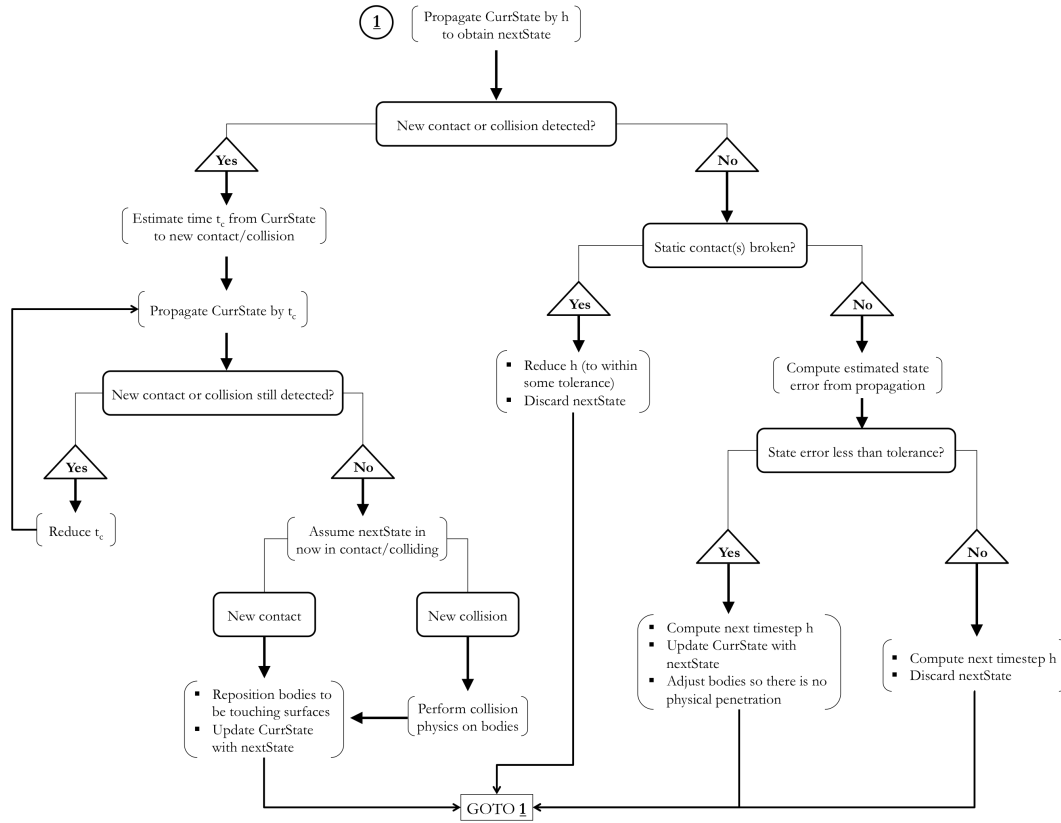 1
Propagate CurrState by h
to obtain nextState
New contact or collision detected?
Yes
No
Estimate time tc from CurrState
to new contact/collision
Static contact(s) broken?
Propagate CurrState by tc
Yes
No
▪ Reduce h (to within
some tolerance)
▪ Discard nextState
Compute estimated state
error from propagation
New contact or collision still detected?
Yes
No
State error less than tolerance?
Reduce tc
Assume nextState in
now in contact/colliding
Yes
No
New contact
New collision
▪ Compute next timestep h
▪ Update CurrState with
nextState
▪ Adjust bodies so there is no
physical penetration
▪ Compute next timestep h
▪ Discard nextState
▪ Reposition bodies to
be touching surfaces
▪ Update CurrState
with nextState
Perform collision
physics on bodies
GOTO 1